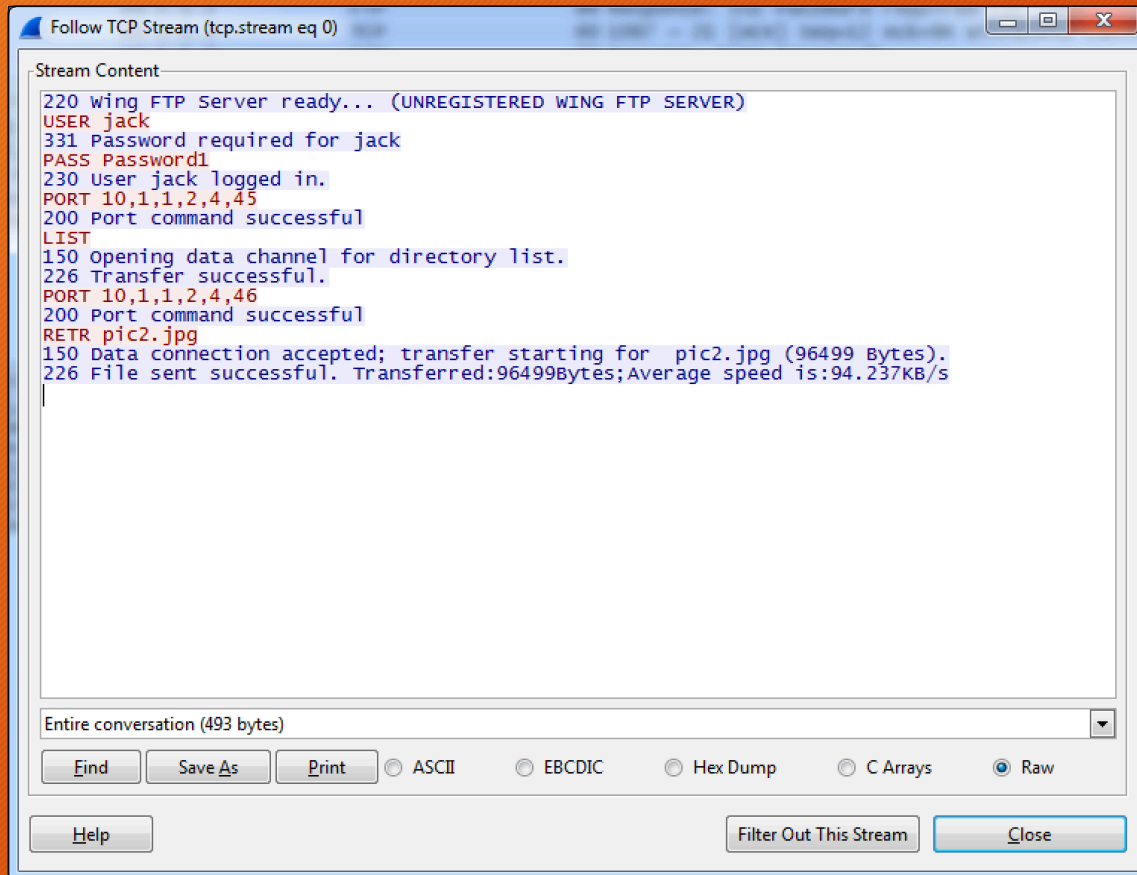 Follow TCP Stream (tcp.stream eq 0)
Stream Content
220 Wing FTP Server ready... (UNREGISTERED WING FTP SERVER)
USER jack
331 Password required for jack
PASS Password1
230 User jack logged in.
PORT 10,1,1,2,4,45
200 Port command successful
LIST
150 Opening data channel for directory list.
226 Transfer successful.
PORT 10,1,1,2,4,46
200 Port command successful
RETR pic2.jpg
150 Data connection accepted; transfer starting for  pic2.jpg (96499 Bytes).
226 File sent successful. Transferred:96499Bytes;Average speed is:94.237KB/s
Entire conversation (493 bytes)
Find Save As Print ASCII EBCDIC Hex Dump C Arrays Raw
Help Filter Out This Stream Close